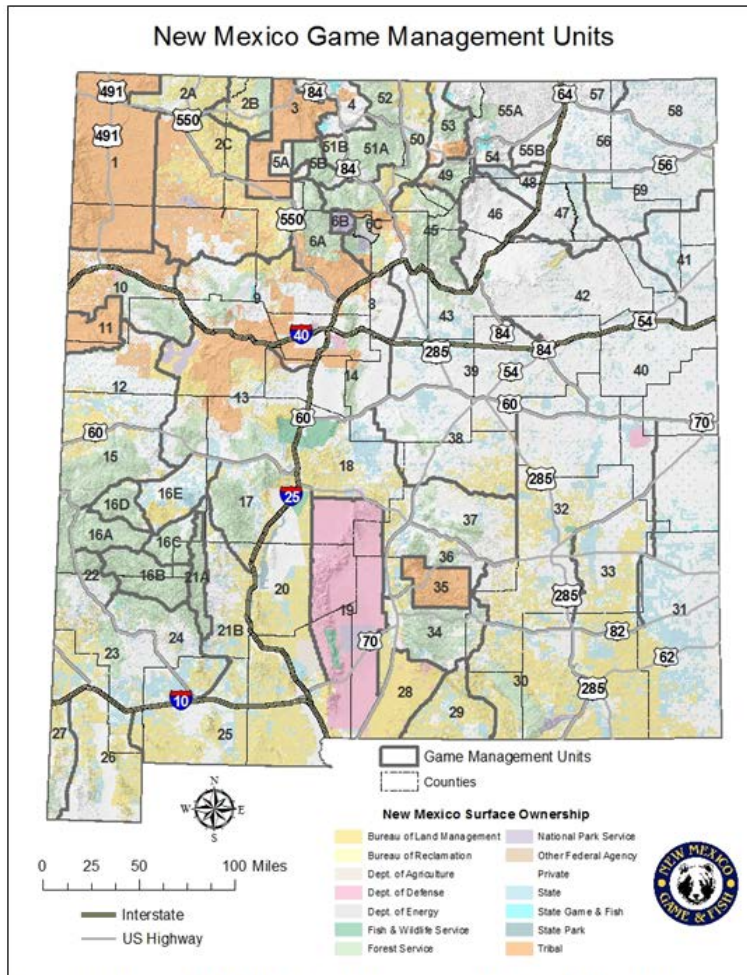 New Mexico Game Management Units
491
2A
2B
3
84
4
52
64
57
58
53
55A
491
550
50
56
2C
51B
54
55B
56
1
5A
5B
51A
84
49
48
59
550
6B
6C
46
47
6A
45
41
10
9
8
42
11
43
54
40
84
84
285
39
14
54
40
12
13
60
60
70
60
38
18
15
285
32
16E
17
25
16D
37
16A
16C
36
22
16B
21A
20
35
33
19
285
31
34
82
21B
70
24
62
23
30
285
28
10
29
27
25
26
Game Management Units
Counties
N
W
E
S
New Mexico Surface Ownership
Bureau of Land Management
National Park Service
Bureau of Reclamation
Other Federal Agency
Dept. of Agriculture
Private
0 25 50 100 Miles
Dept. of Defense
State
Dept. of Energy
State Game & Fish
Interstate
Fish & Wildlife Service
State Park
US Highway
Forest Service
Tribal
NEW MEXICO
GAME & FISH